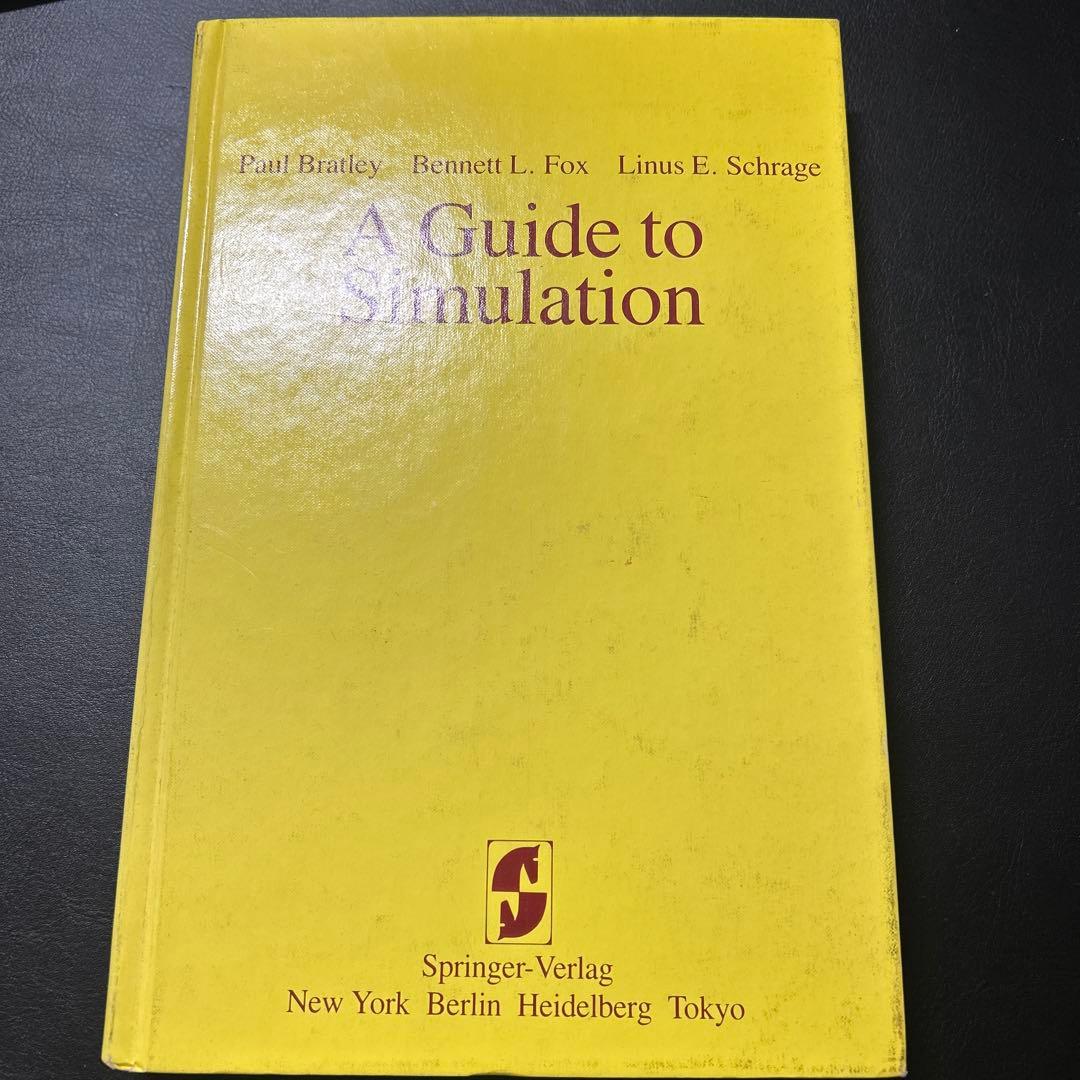 Paul Bratley Bennett L. Fox Linus E. Schrage
A Guide to
Simulation
Springer-Verlag
New York Berlin Heidelberg Tokyo